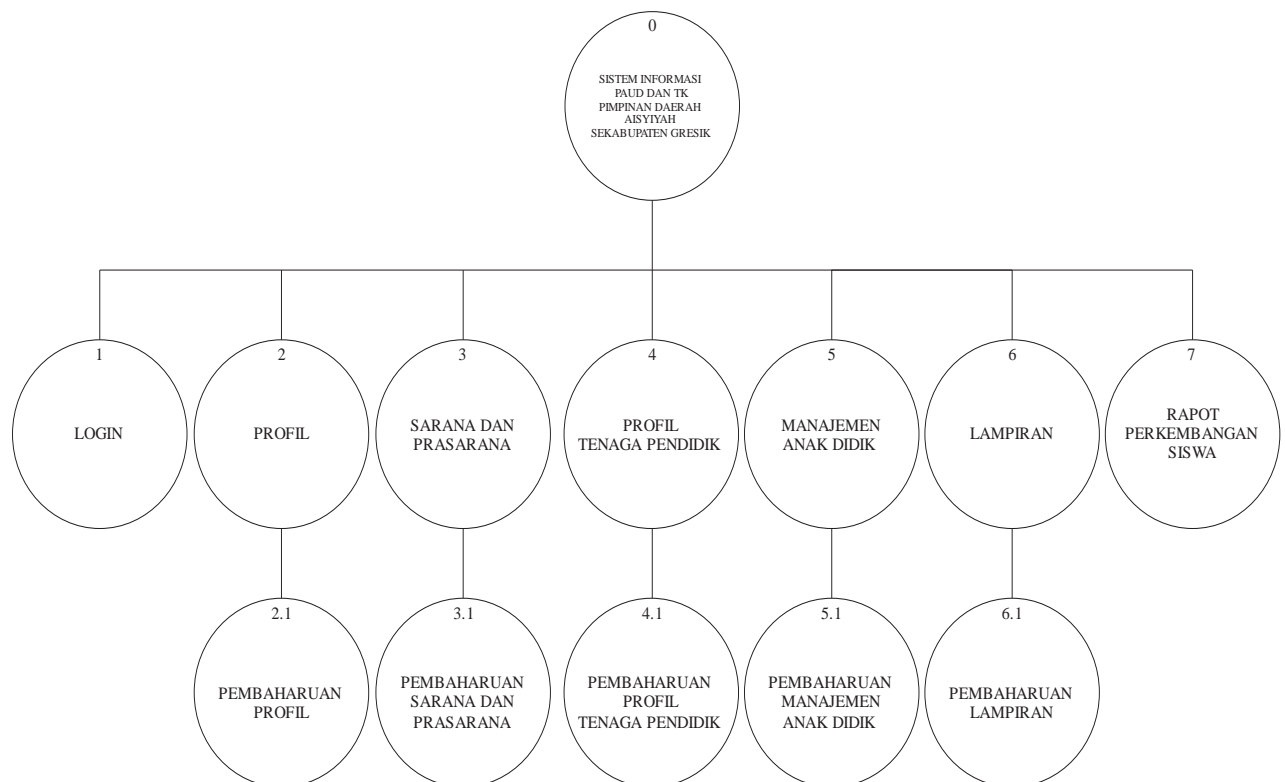 0
SISTEM INFORMASI
PAUD DAN TK
PIMPINAN DAERAH
AISYIYAH
SEKABUPATEN GRESIK
1
LOGIN
2
PROFIL
3
SARANA DAN
PRASARANA
4
PROFIL
TENAGA PENDIDIK
5
MANAJEMEN
ANAK DIDIK
6
LAMPIRAN
7
RAPOT
PERKEMBANGAN
SISWA
2.1
PEMBAHARUAN
PROFIL
3.1
PEMBAHARUAN
SARANA DAN
PRASARANA
4.1
PEMBAHARUAN
PROFIL
TENAGA PENDIDIK
5.1
PEMBAHARUAN
MANAJEMEN
ANAK DIDIK
6.1
PEMBAHARUAN
LAMPIRAN